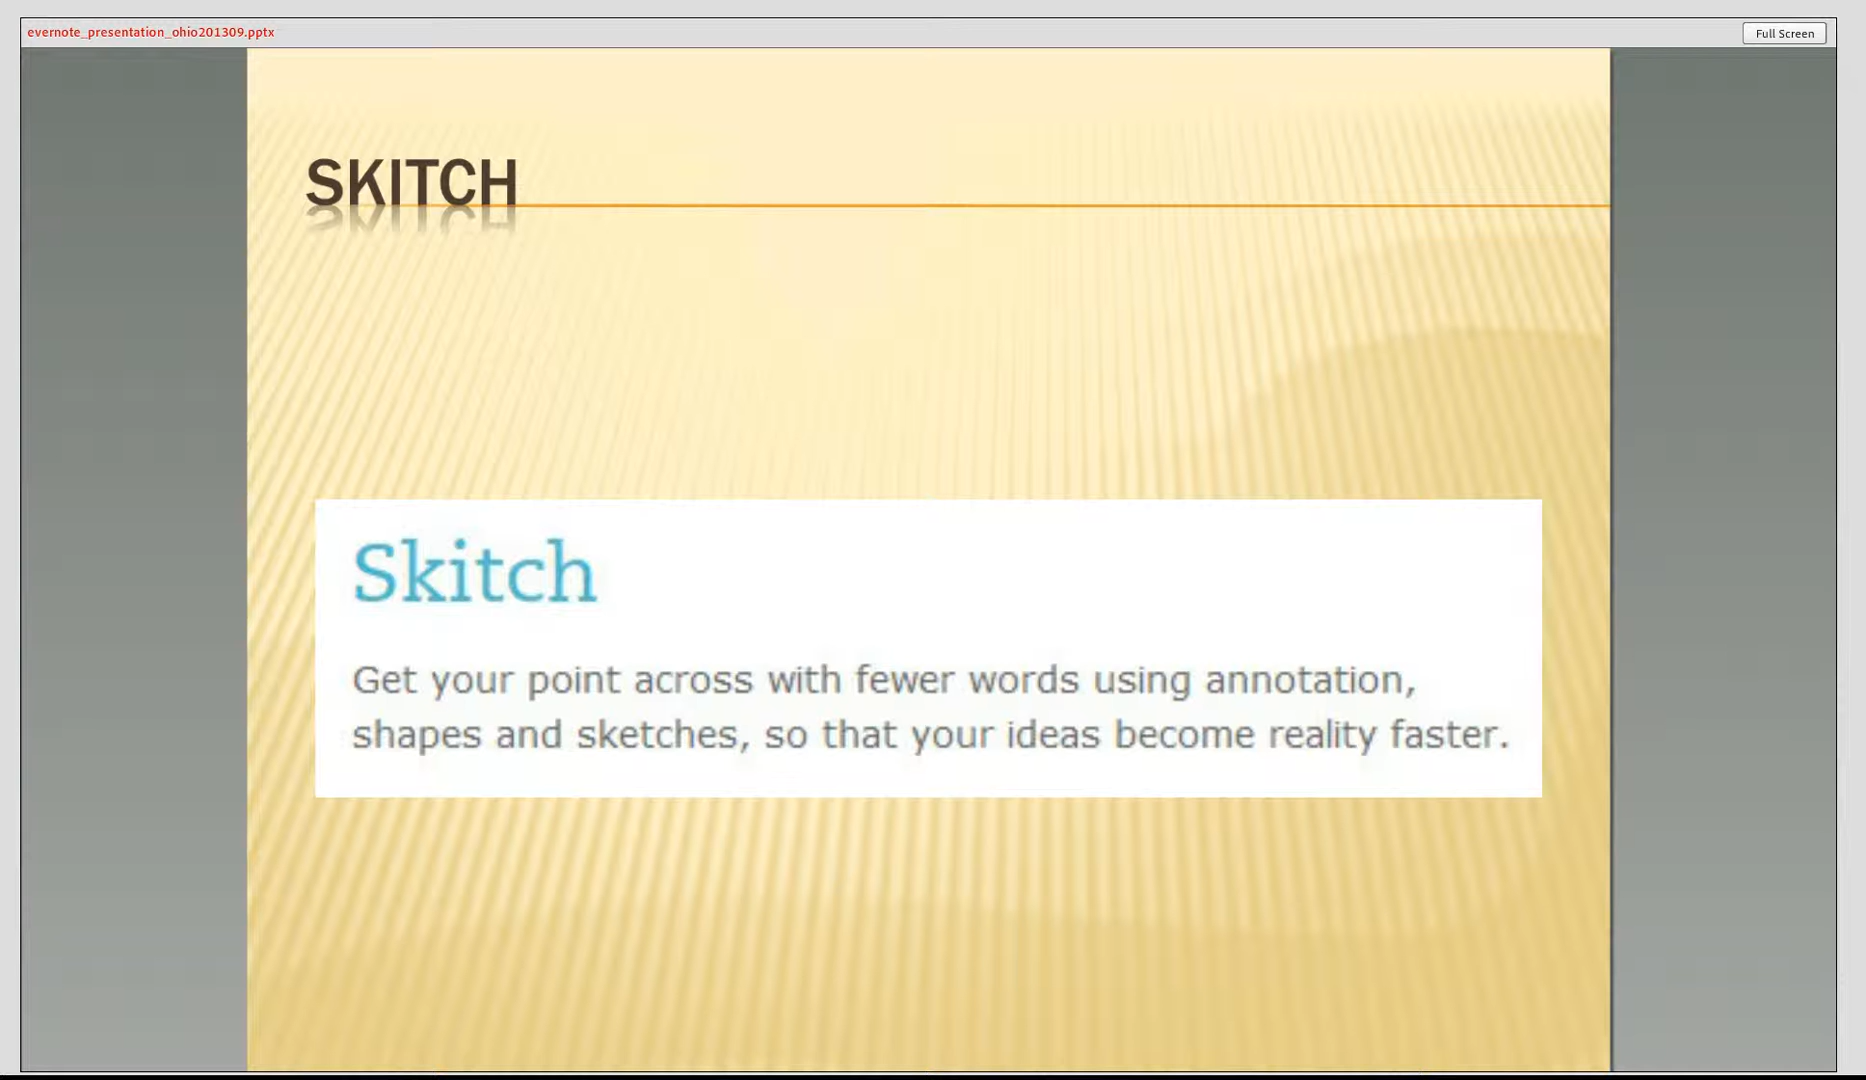 evernote_presentation_ohio201309.pptx
Full Screen
SKITCH
Skitch
Get your point across with fewer words using annotation,
shapes and sketches, so that your ideas become reality faster.